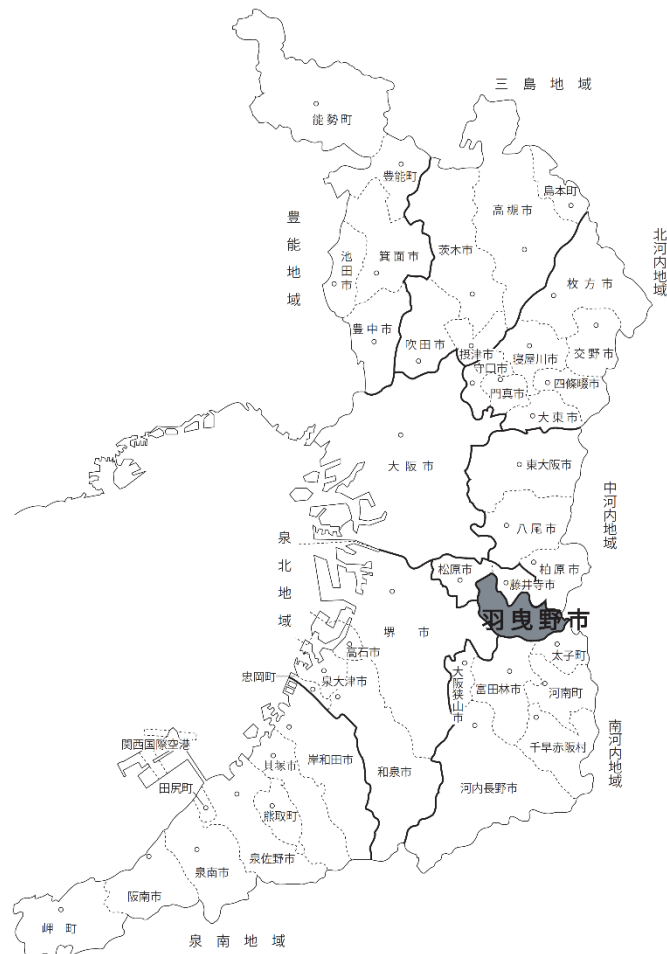 三島地域
能勢町
豊能町
島本町
高槻市
豊能地域
北河内地域
茨木市
箕面市
池田市
枚方市
豊中市
吹田市
摂津市
寝屋川市
交野市
守口市
門真市
四條畷市
大東市
大阪市
東大阪市
中河内地域
八尾市
泉北地域
松原市
柏原市
藤井寺市
羽曳野市
堺市
高石市
太子町
忠岡町
泉大津市
大阪狭山市
富田林市
河南町
南河内地域
千早赤阪村
関西国際空港
岸和田市
貝塚市
和泉市
田尻町
河内長野市
熊取町
泉佐野市
泉南市
阪南市
岬町
泉南地域